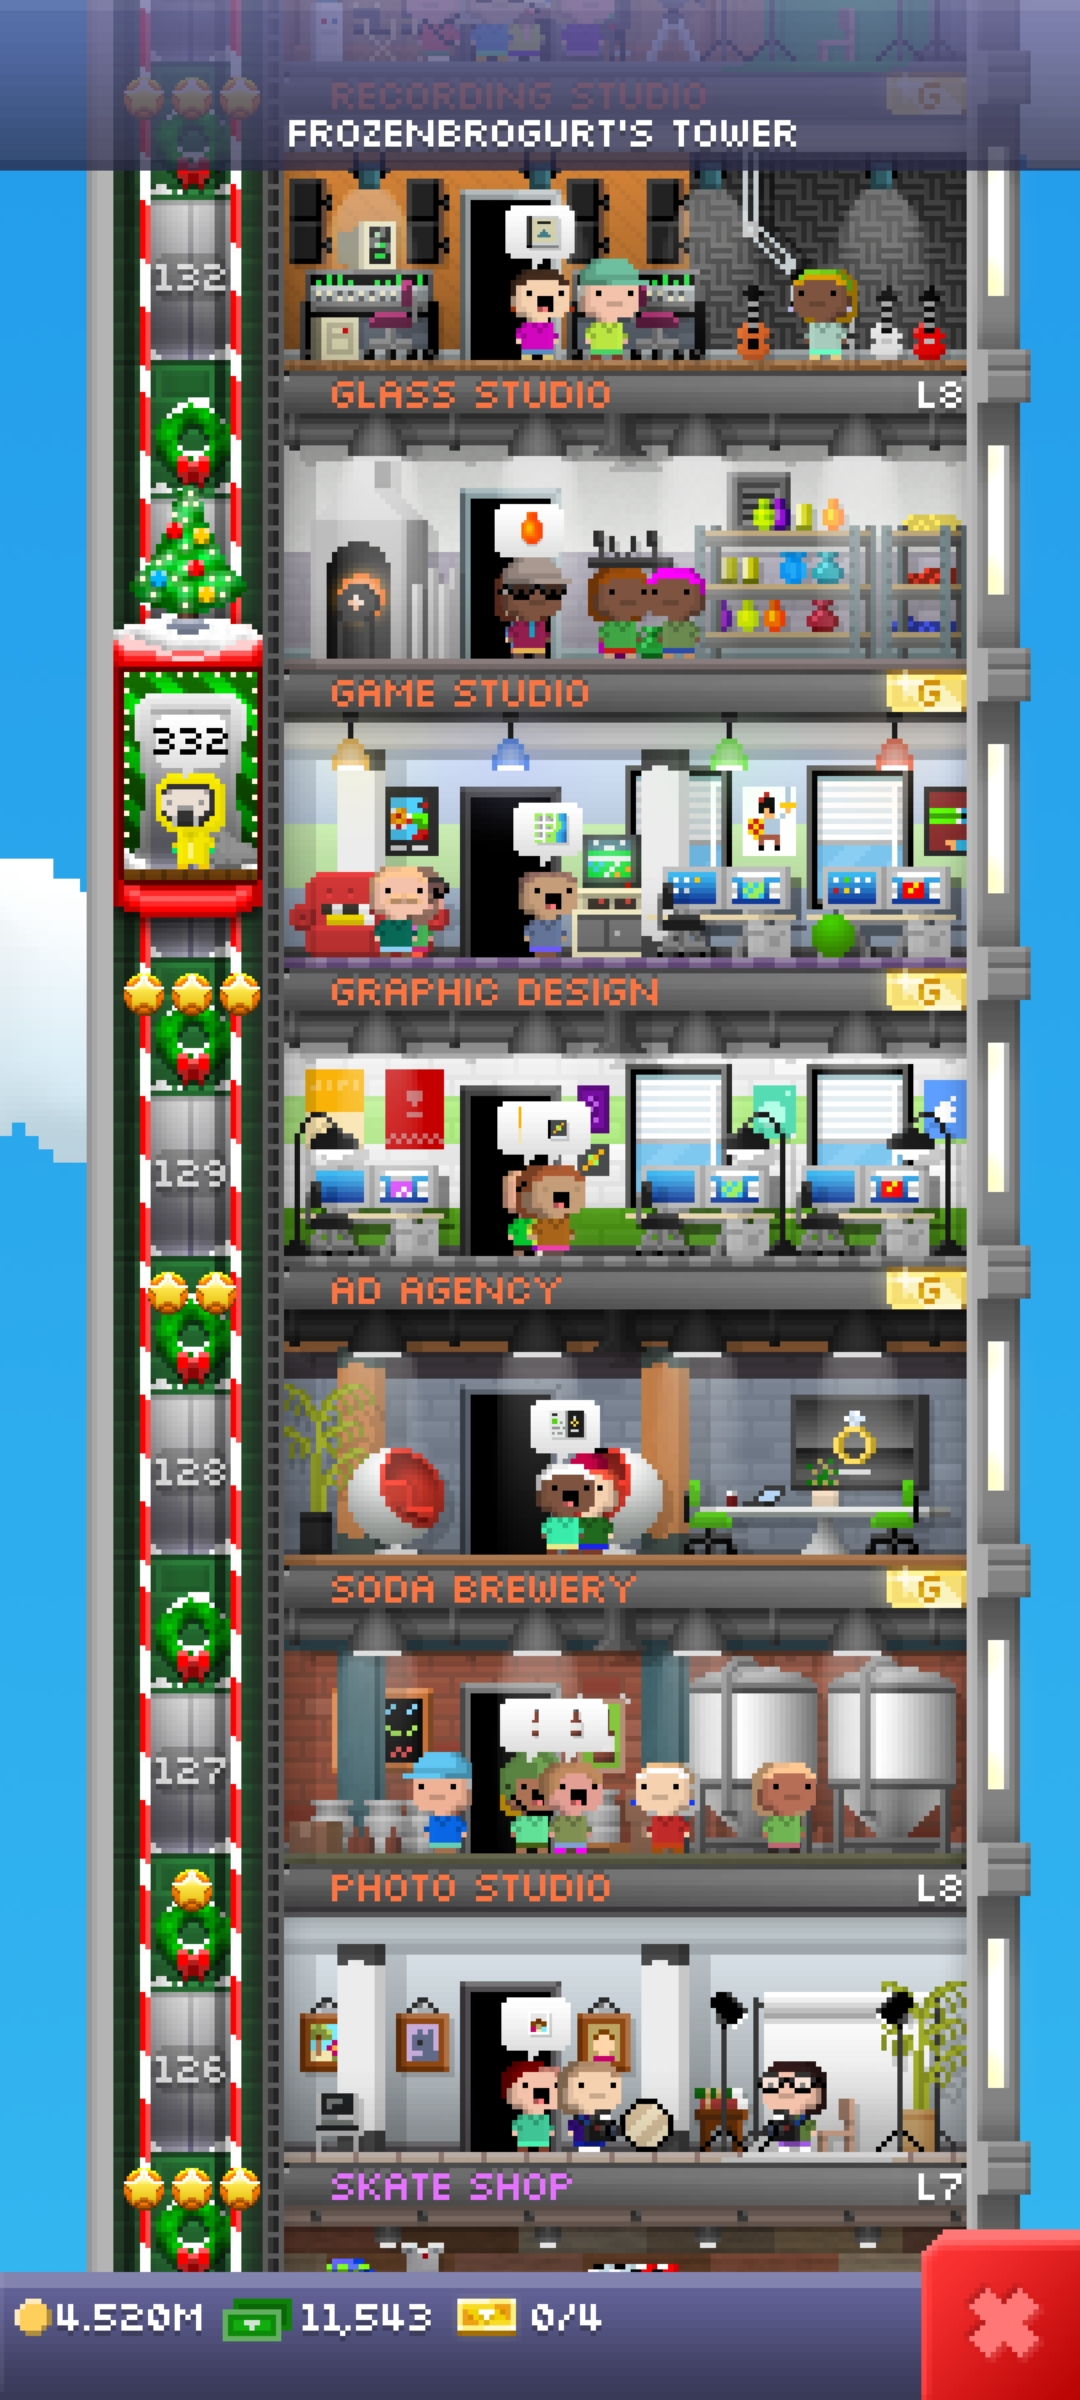 RECORDING STUDIO G
FROZENBROGURT'S TOWER
132
GLASS STUDIO L8
GAME STUDIO G
332
GRAPHIC DESIGN G
129
AD AGENCY G
128
SODA BREWERY G
127
PHOTO STUDIO L8
126
SKATE SHOP L7
4.520M 11,543 0/4